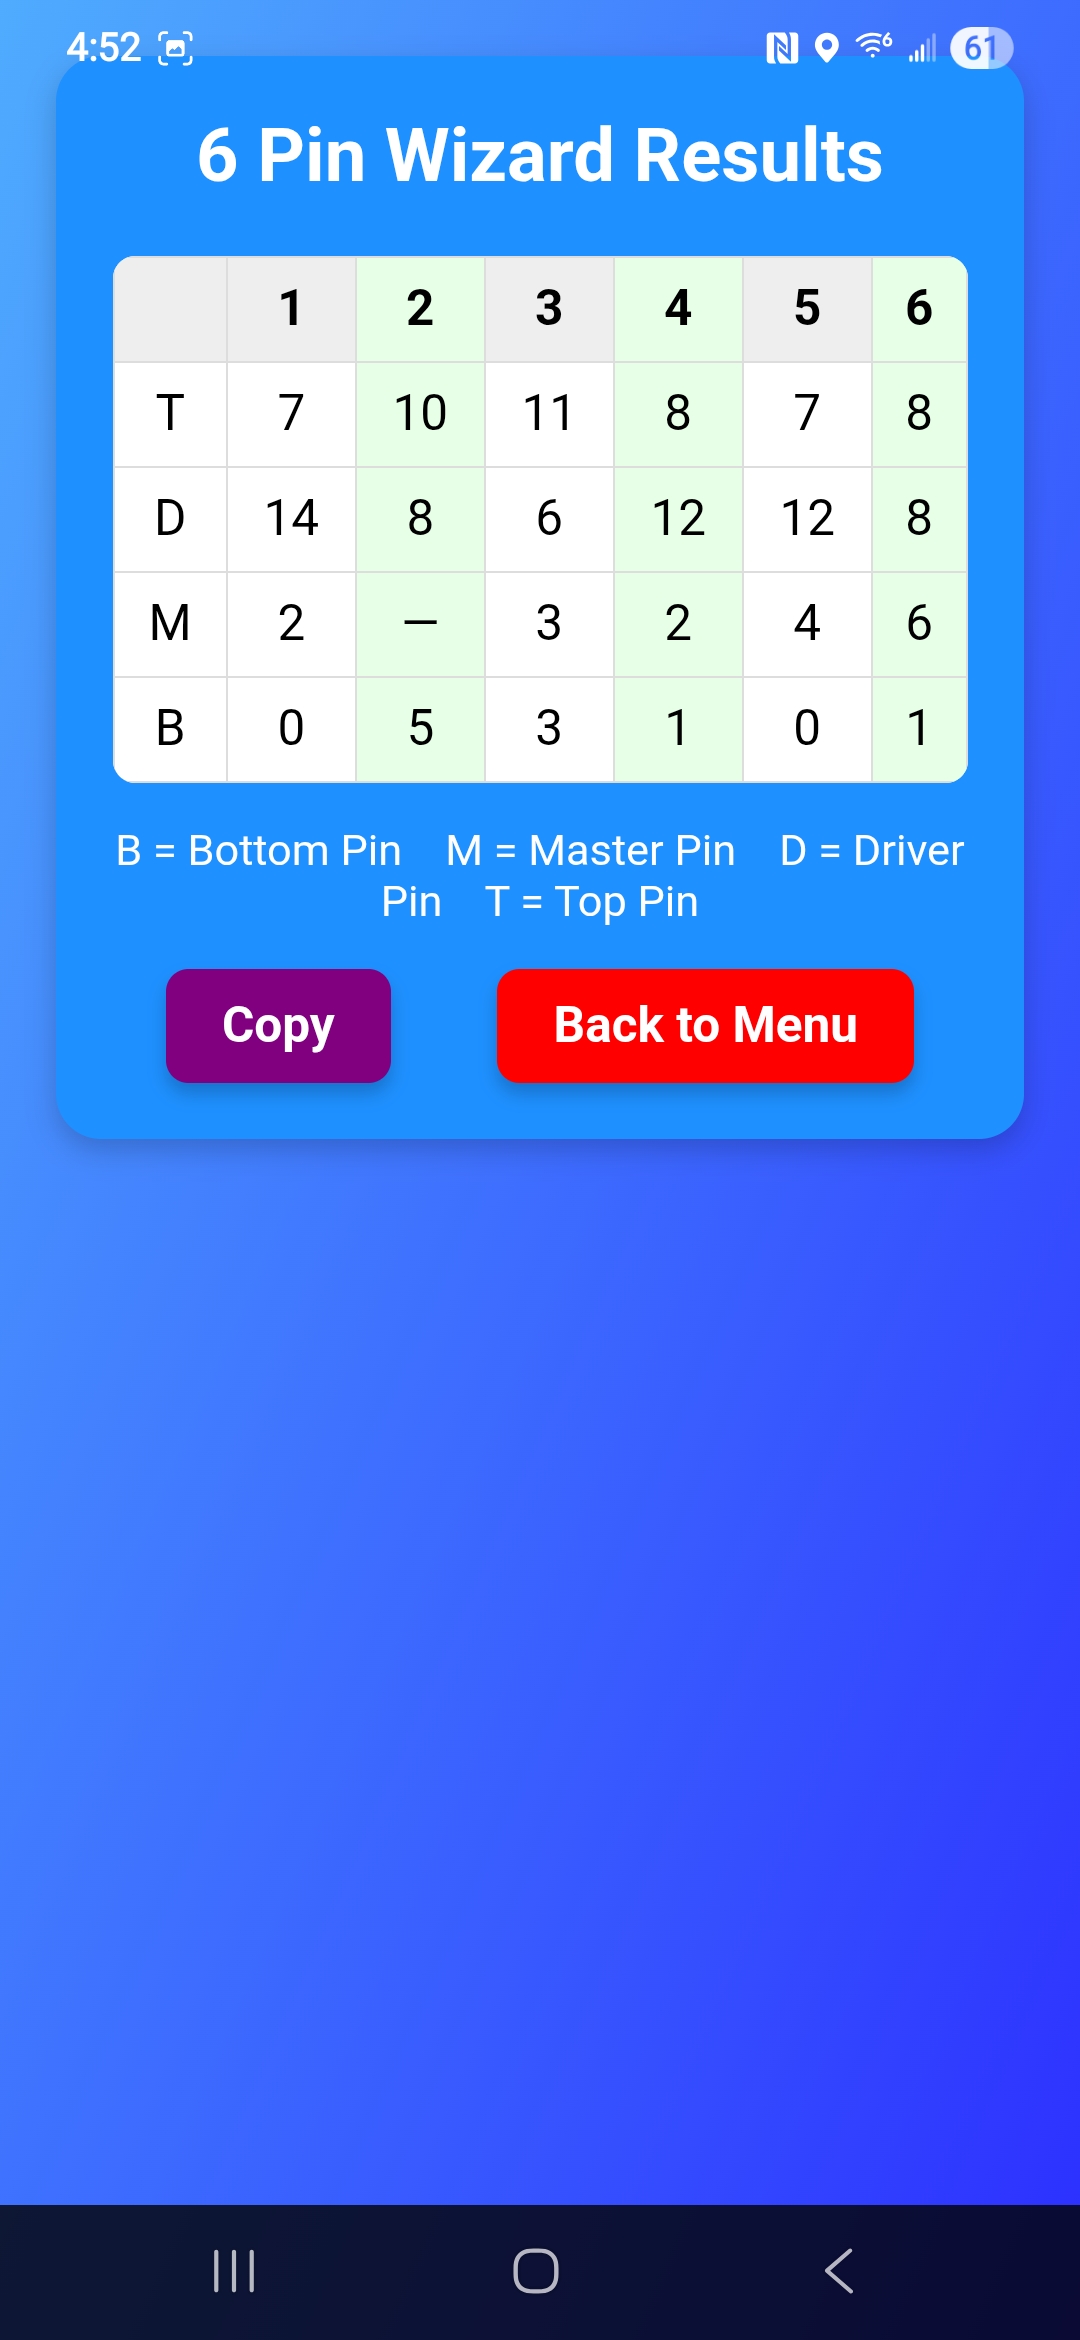 4:52 6 61
6 Pin Wizard Results
1 2 3 4 5 6
T 7 10 11 8 7 8
D 14 8 6 12 12 8
M 2 — 3 2 4 6
B 0 5 3 1 0 1
B = Bottom Pin M = Master Pin D = Driver
Pin T = Top Pin
Copy Back to Menu